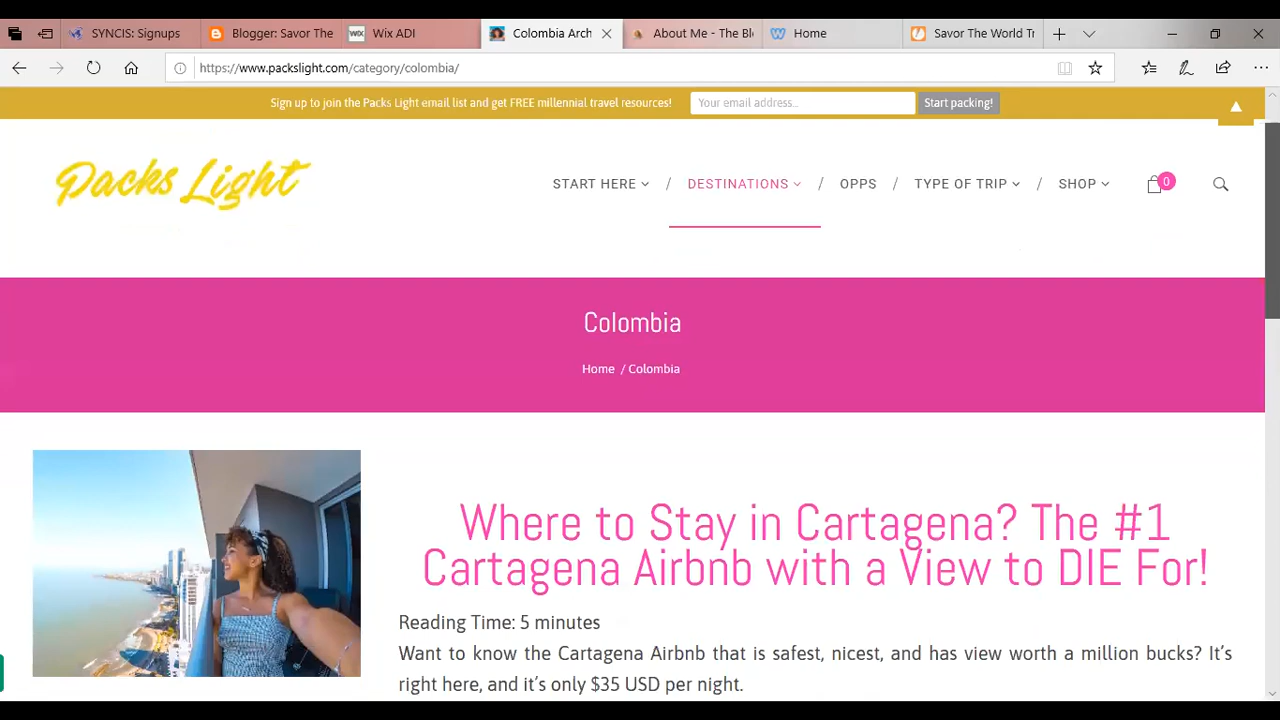 SYNCIS: Signups
Blogger: Savor The
Wix ADI
Colombia Arch
About Me - The Bl
Home
Savor The World Tr
https://www.packslight.com/category/colombia/
Sign up to join the Packs Light email list and get FREE millennial travel resources!
Your email address...
Start packing!
Packs Light
START HERE
/
DESTINATIONS
/
OPPS
/
TYPE OF TRIP
/
SHOP
0
Colombia
Home / Colombia
Where to Stay in Cartagena? The #1
Cartagena Airbnb with a View to DIE For!
Reading Time: 5 minutes
Want to know the Cartagena Airbnb that is safest, nicest, and has view worth a million bucks? It’s
right here, and it’s only $35 USD per night.